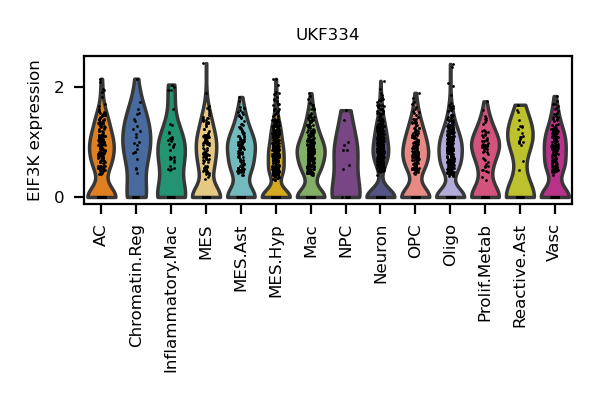 UKF334
EIF3K expression
2
0
AC
Chromatin.Reg
Inflammatory.Mac
MES
MES.Ast
MES.Hyp
Mac
NPC
Neuron
OPC
Oligo
Prolif.Metab
Reactive.Ast
Vasc